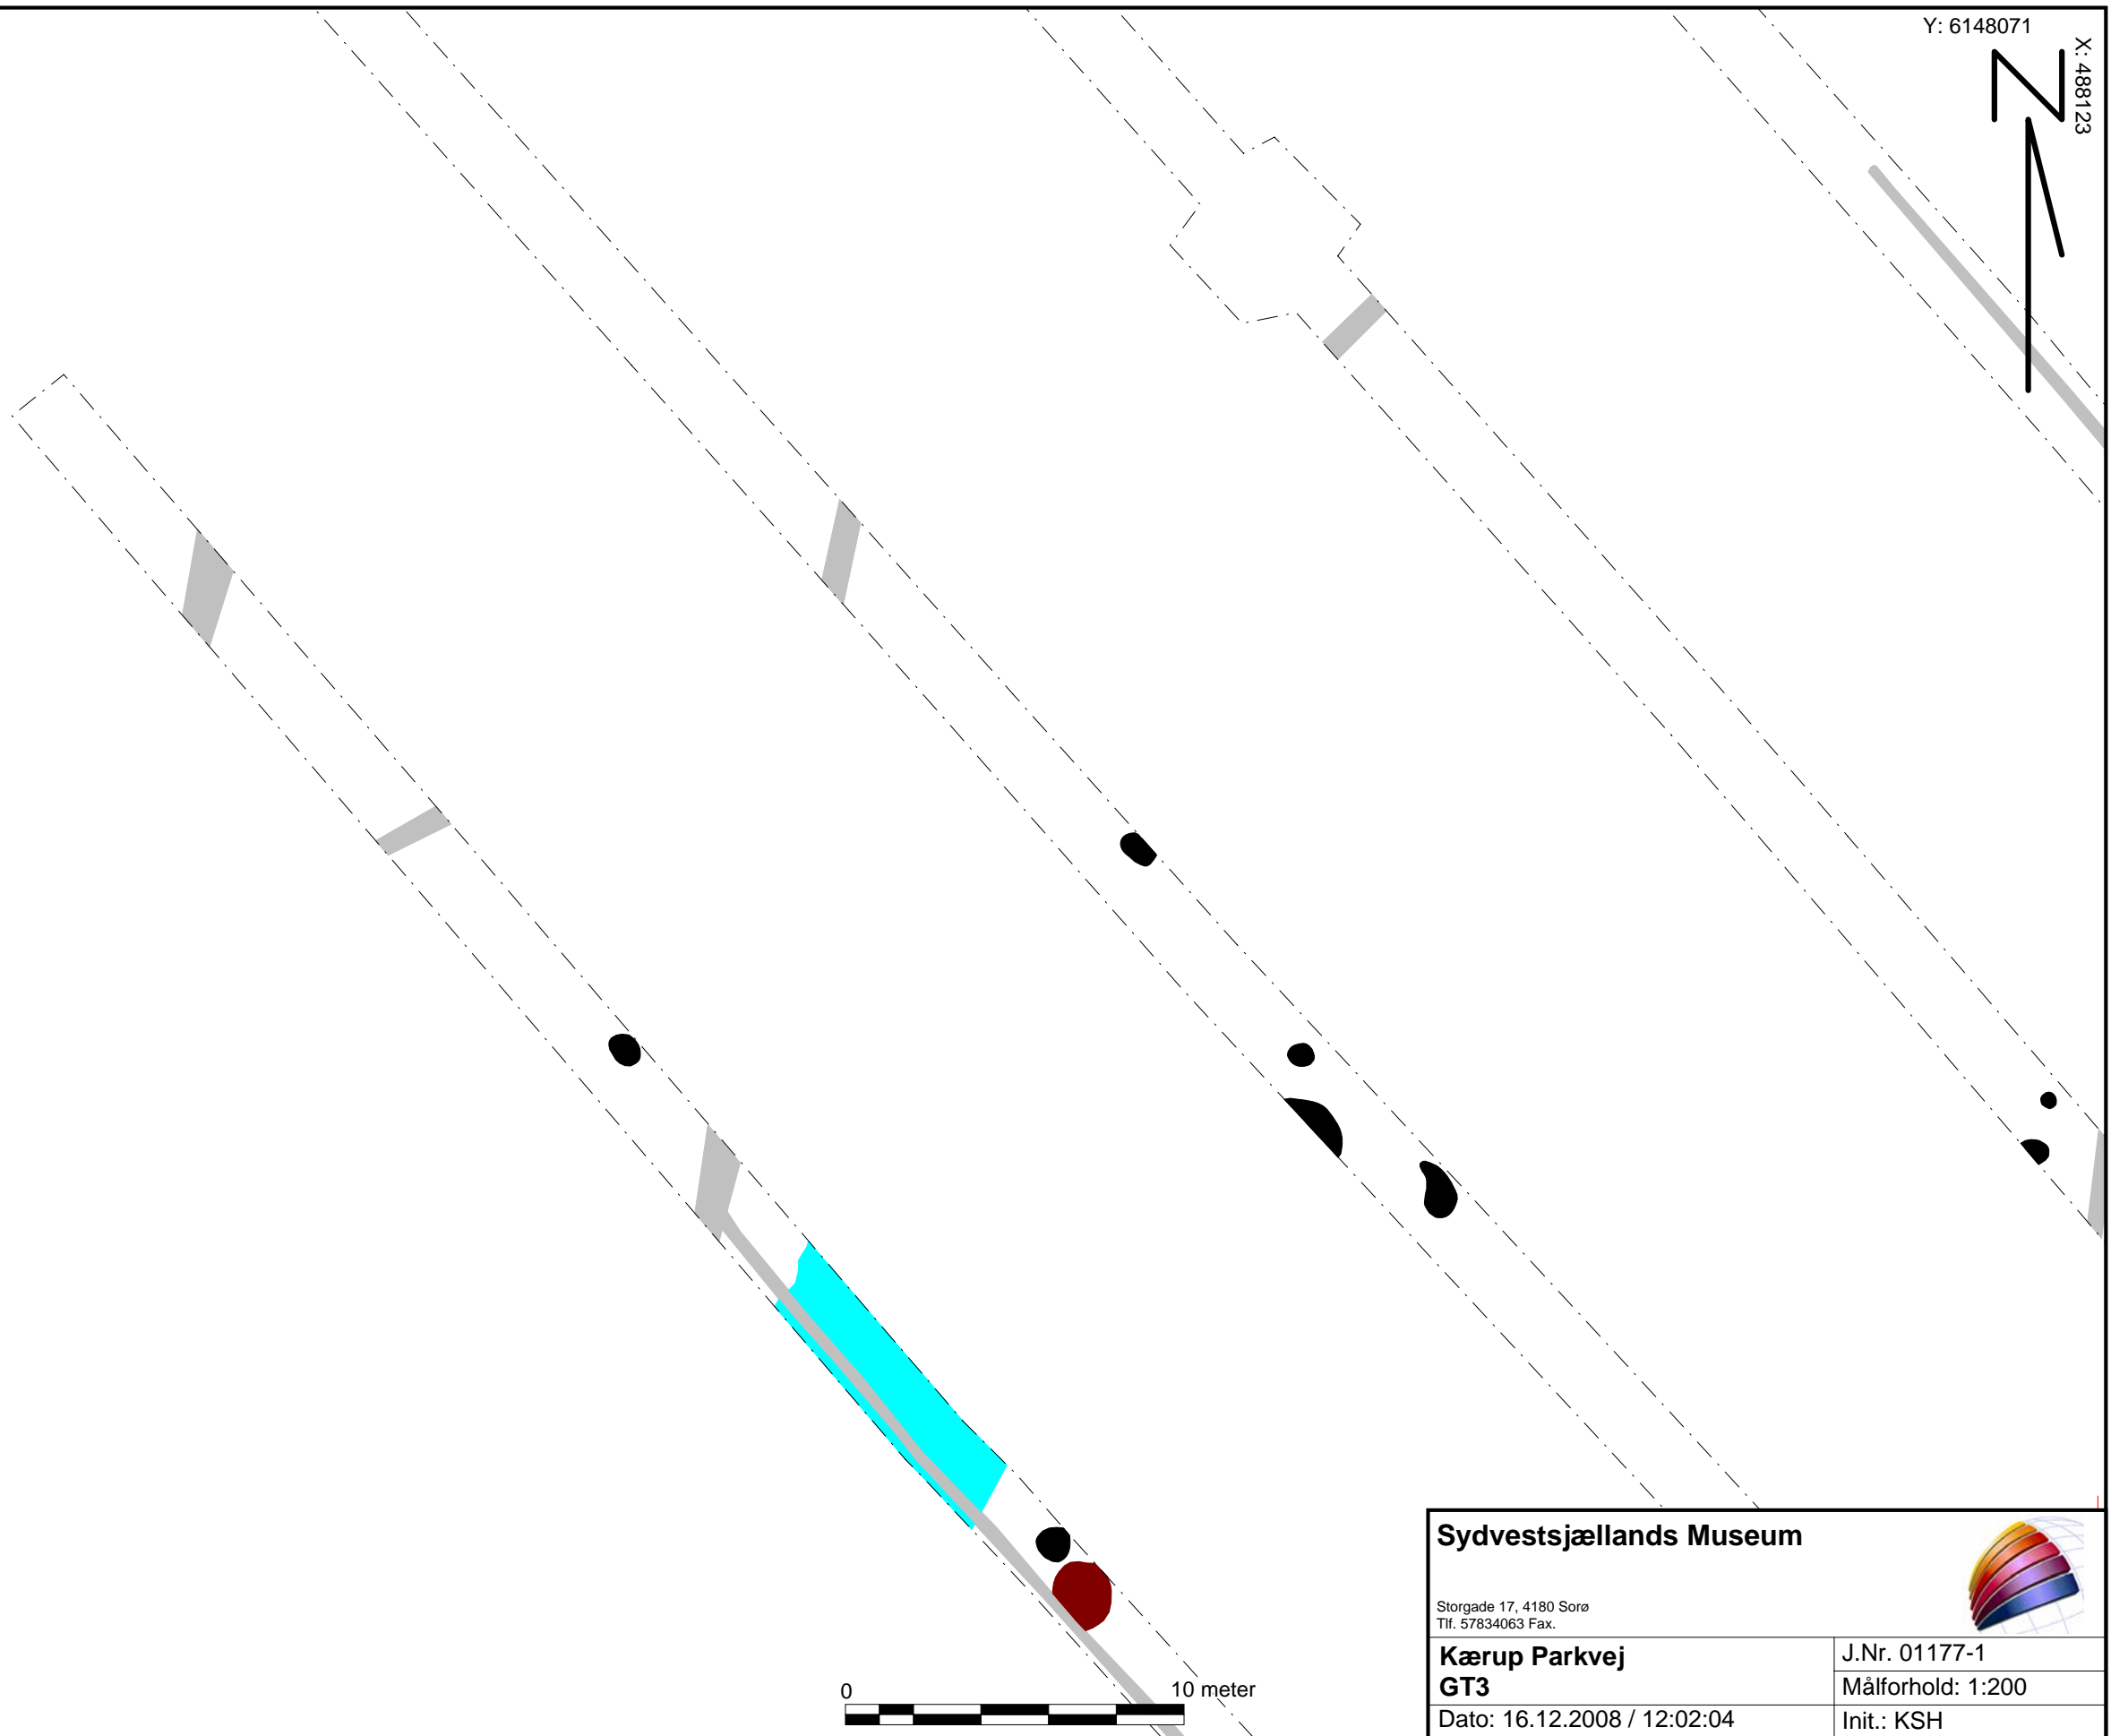 Y: 6148071
X: 488123
0
10 meter
Sydvestsjællands Museum
Storgade 17, 4180 Sorø
Tlf. 57834063 Fax.
Kærup Parkvej
GT3
J.Nr. 01177-1
Målforhold: 1:200
Dato: 16.12.2008 / 12:02:04
Init.: KSH